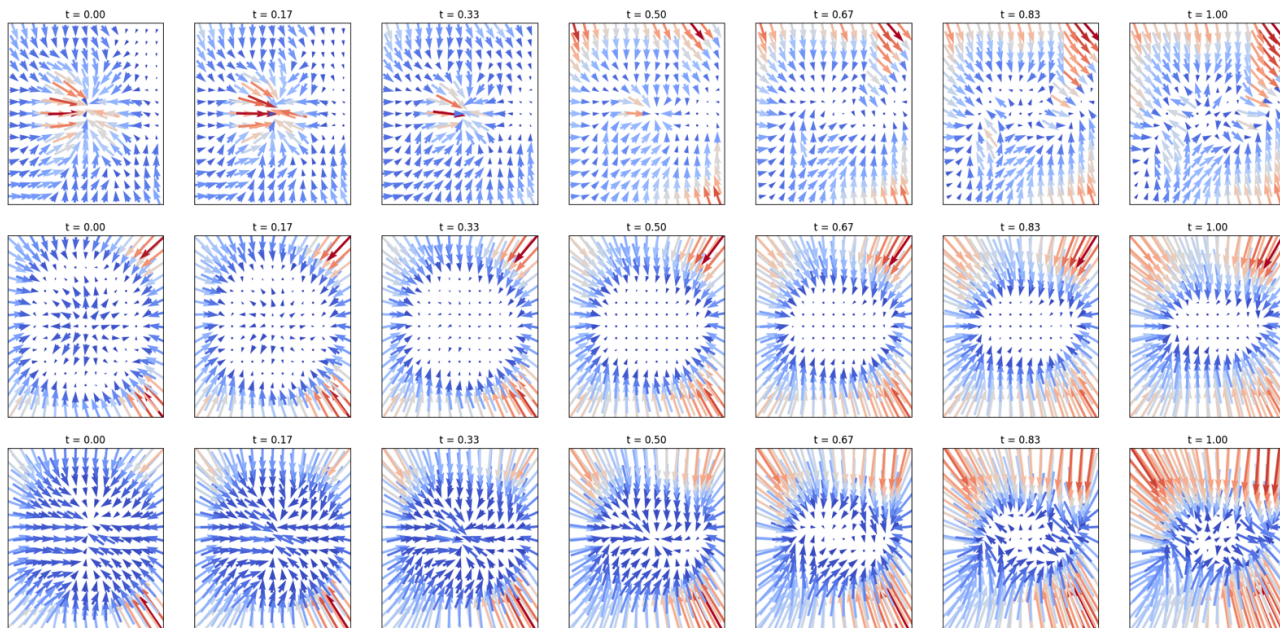 t = 0.00 t = 0.17 t = 0.33 t = 0.50 t = 0.67 t = 0.83 t = 1.00
t = 0.00 t = 0.17 t = 0.33 t = 0.50 t = 0.67 t = 0.83 t = 1.00
t = 0.00 t = 0.17 t = 0.33 t = 0.50 t = 0.67 t = 0.83 t = 1.00